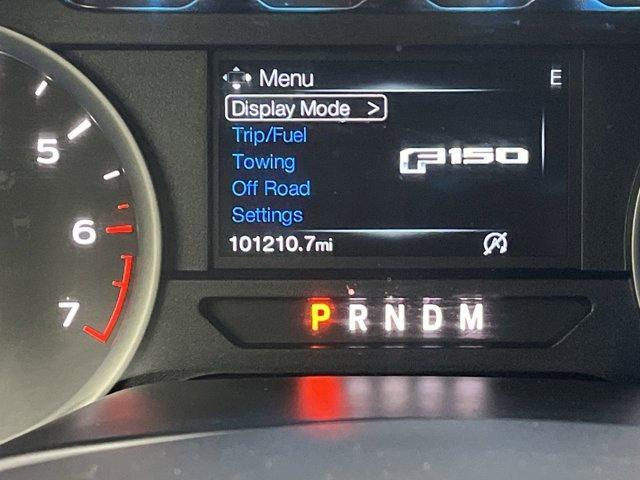 Menu E
Display Mode >
Trip/Fuel
Towing
F150
Off Road
Settings
101210.7mi
5
6
7
P R N D M